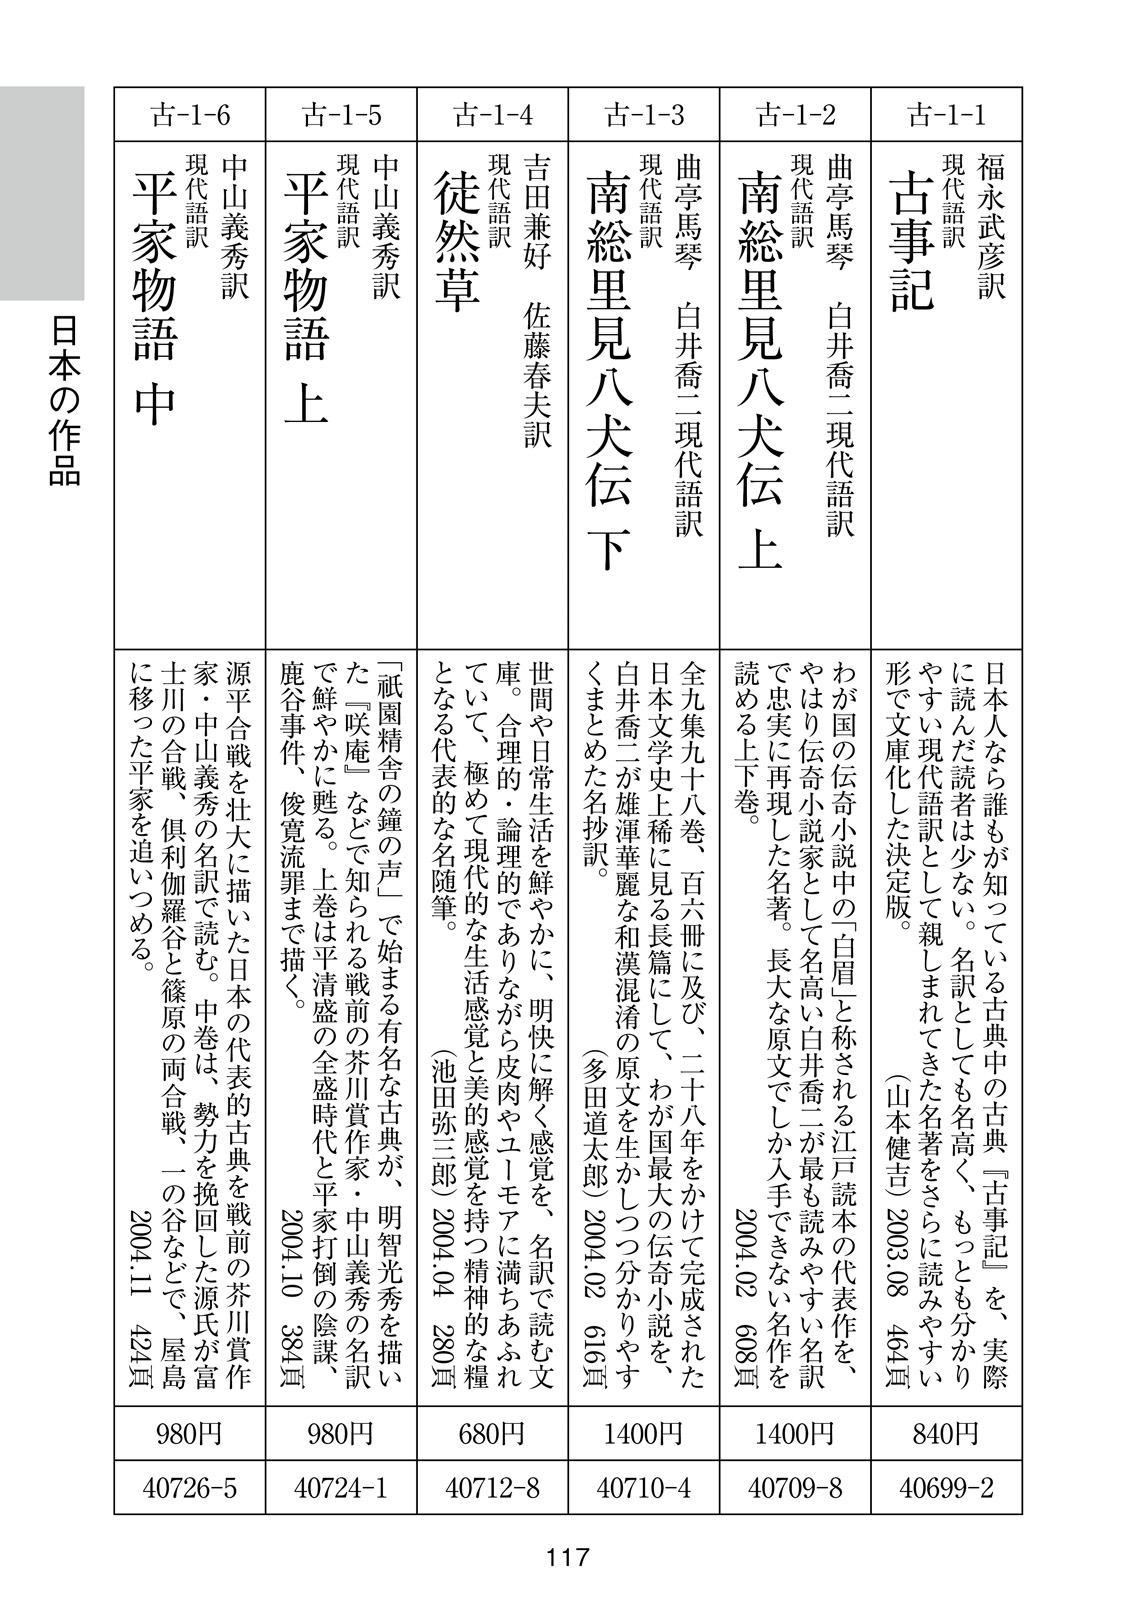 日本の作品
古-1-1
福永武彦訳
現代語訳
古事記
日本人なら誰もが知っている古典中の古典『古事記』を、実際
に読んだ読者は少ない。名訳としても名高く、もっとも分かり
やすい現代語訳として親しまれてきた名著をさらに読みやすい
形で文庫化した決定版。 (山本健吉) 2003.08 464頁
840円
40699-2
古-1-2
曲亭馬琴 白井喬二現代語訳
現代語訳
南総里見八犬伝 上
わが国の伝奇小説中の「白眉」と称される江戸読本の代表作を、
やはり伝奇小説家として名高い白井喬二が最も読みやすい名訳
で忠実に再現した名著。長大な原文でしか入手できない名作を
読める上下巻。 2004.02 608頁
1400円
40709-8
古-1-3
曲亭馬琴 白井喬二現代語訳
現代語訳
南総里見八犬伝 下
全九集九十八巻、百六冊に及び、二十八年をかけて完成された
日本文学史上稀に見る長篇にして、わが国最大の伝奇小説を、
白井喬二が雄渾華麗な和漢混淆の原文を生かしつつ分かりやす
くまとめた名抄訳。 (多田道太郎) 2004.02 616頁
1400円
40710-4
古-1-4
吉田兼好 佐藤春夫訳
現代語訳
徒然草
世間や日常生活を鮮やかに、明快に解く感覚を、名訳で読む文
庫。合理的・論理的でありながら皮肉やユーモアに満ちあふれ
ていて、極めて現代的な生活感覚と美的感覚を持つ精神的な糧
となる代表的な名随筆。 (池田弥三郎) 2004.04 280頁
680円
40712-8
古-1-5
中山義秀訳
現代語訳
平家物語 上
「祇園精舎の鐘の声」で始まる有名な古典が、明智光秀を描い
た『咲庵』などで知られる戦前の芥川賞作家・中山義秀の名訳
で鮮やかに甦る。上巻は平清盛の全盛時代と平家打倒の陰謀、
鹿谷事件、俊寛流罪まで描く。 2004.10 384頁
980円
40724-1
古-1-6
中山義秀訳
現代語訳
平家物語 中
源平合戦を壮大に描いた日本の代表的古典を戦前の芥川賞作
家・中山義秀の名訳で読む。中巻は、勢力を挽回した源氏が富
士川の合戦、倶利伽羅谷と篠原の両合戦、一の谷などで、屋島
に移った平家を追いつめる。 2004.11 424頁
980円
40726-5
117